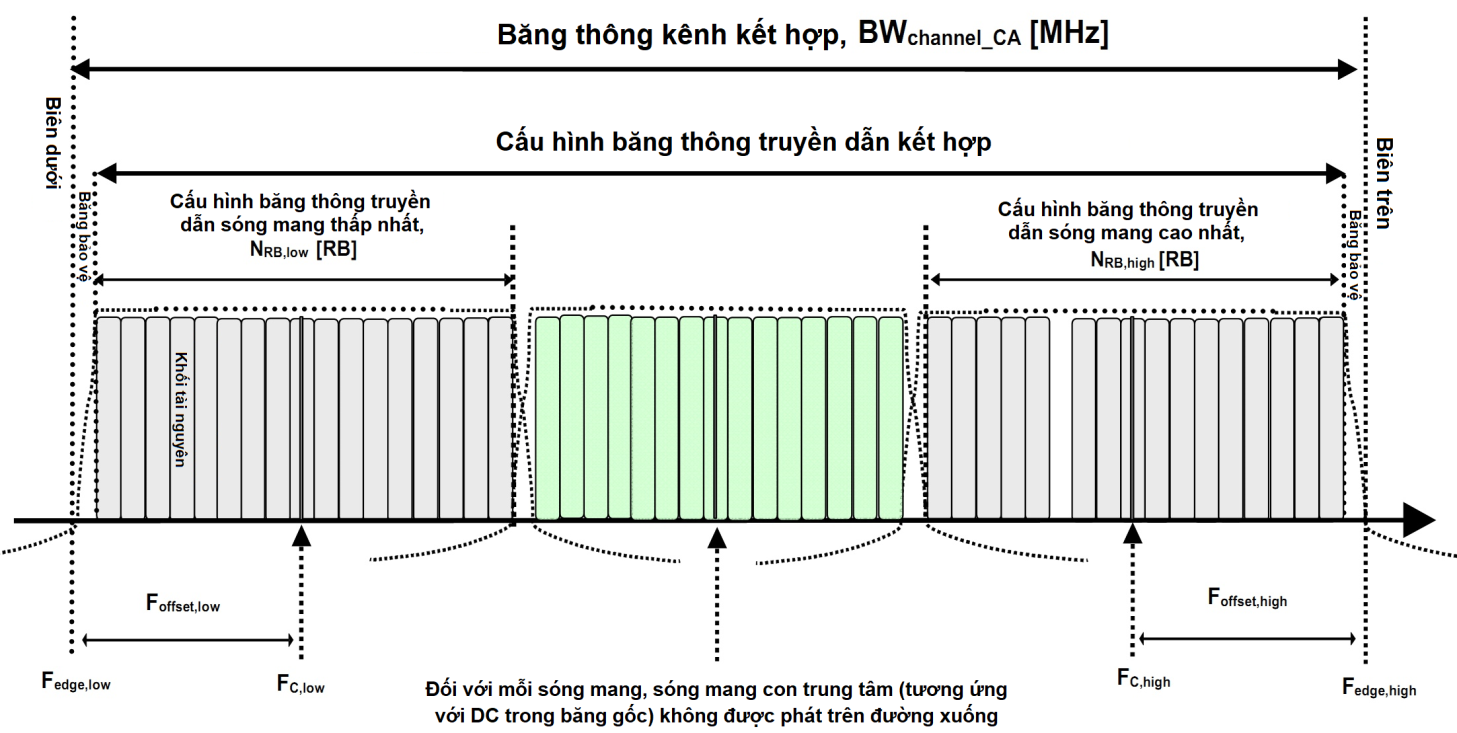 Băng thông kênh kết hợp, BWchannel_CA [MHz]
Biên dưới
Cấu hình băng thông truyền dẫn kết hợp
Biên trên
Băng bảo vệ
Cấu hình băng thông truyền
dẫn sóng mang thấp nhất,
NRB,low [RB]
Cấu hình băng thông truyền
dẫn sóng mang cao nhất,
NRB,high [RB]
Băng bảo vệ
Khối tài nguyên
Foffset,low
Foffset,high
Fedge,low
FC,low
FC,high
Fedge,high
Đối với mỗi sóng mang, sóng mang con trung tâm (tương ứng
với DC trong băng gốc) không được phát trên đường xuống